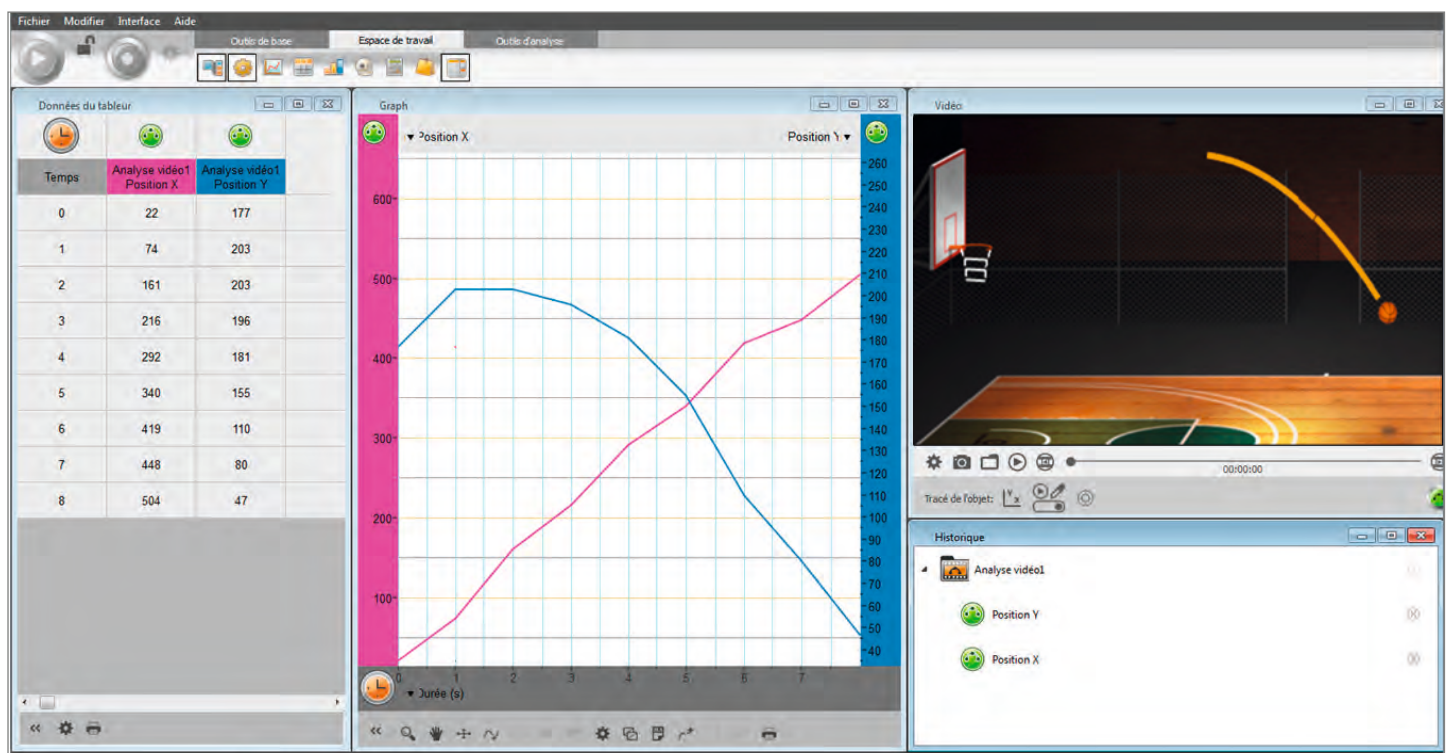 Fichier Modifier Interface Aide
Outils de base Espace de travail Outils d'analyse
Données du tableur
Temps Analyse vidéo1 Position X Analyse vidéo1 Position Y
0 22 177
1 74 203
2 161 203
3 216 196
4 292 181
5 340 155
6 419 110
7 448 80
8 504 47
Graph
Position X Position Y
600
500
400
300
200
100
260
250
240
230
220
210
200
190
180
170
160
150
140
130
120
110
100
90
80
70
60
50
40
0 1 2 3 4 5 6 7
Durée (s)
Vidéo
00:00:00
Tracé de l'objet:
Historique
Analyse vidéo1
Position Y
Position X